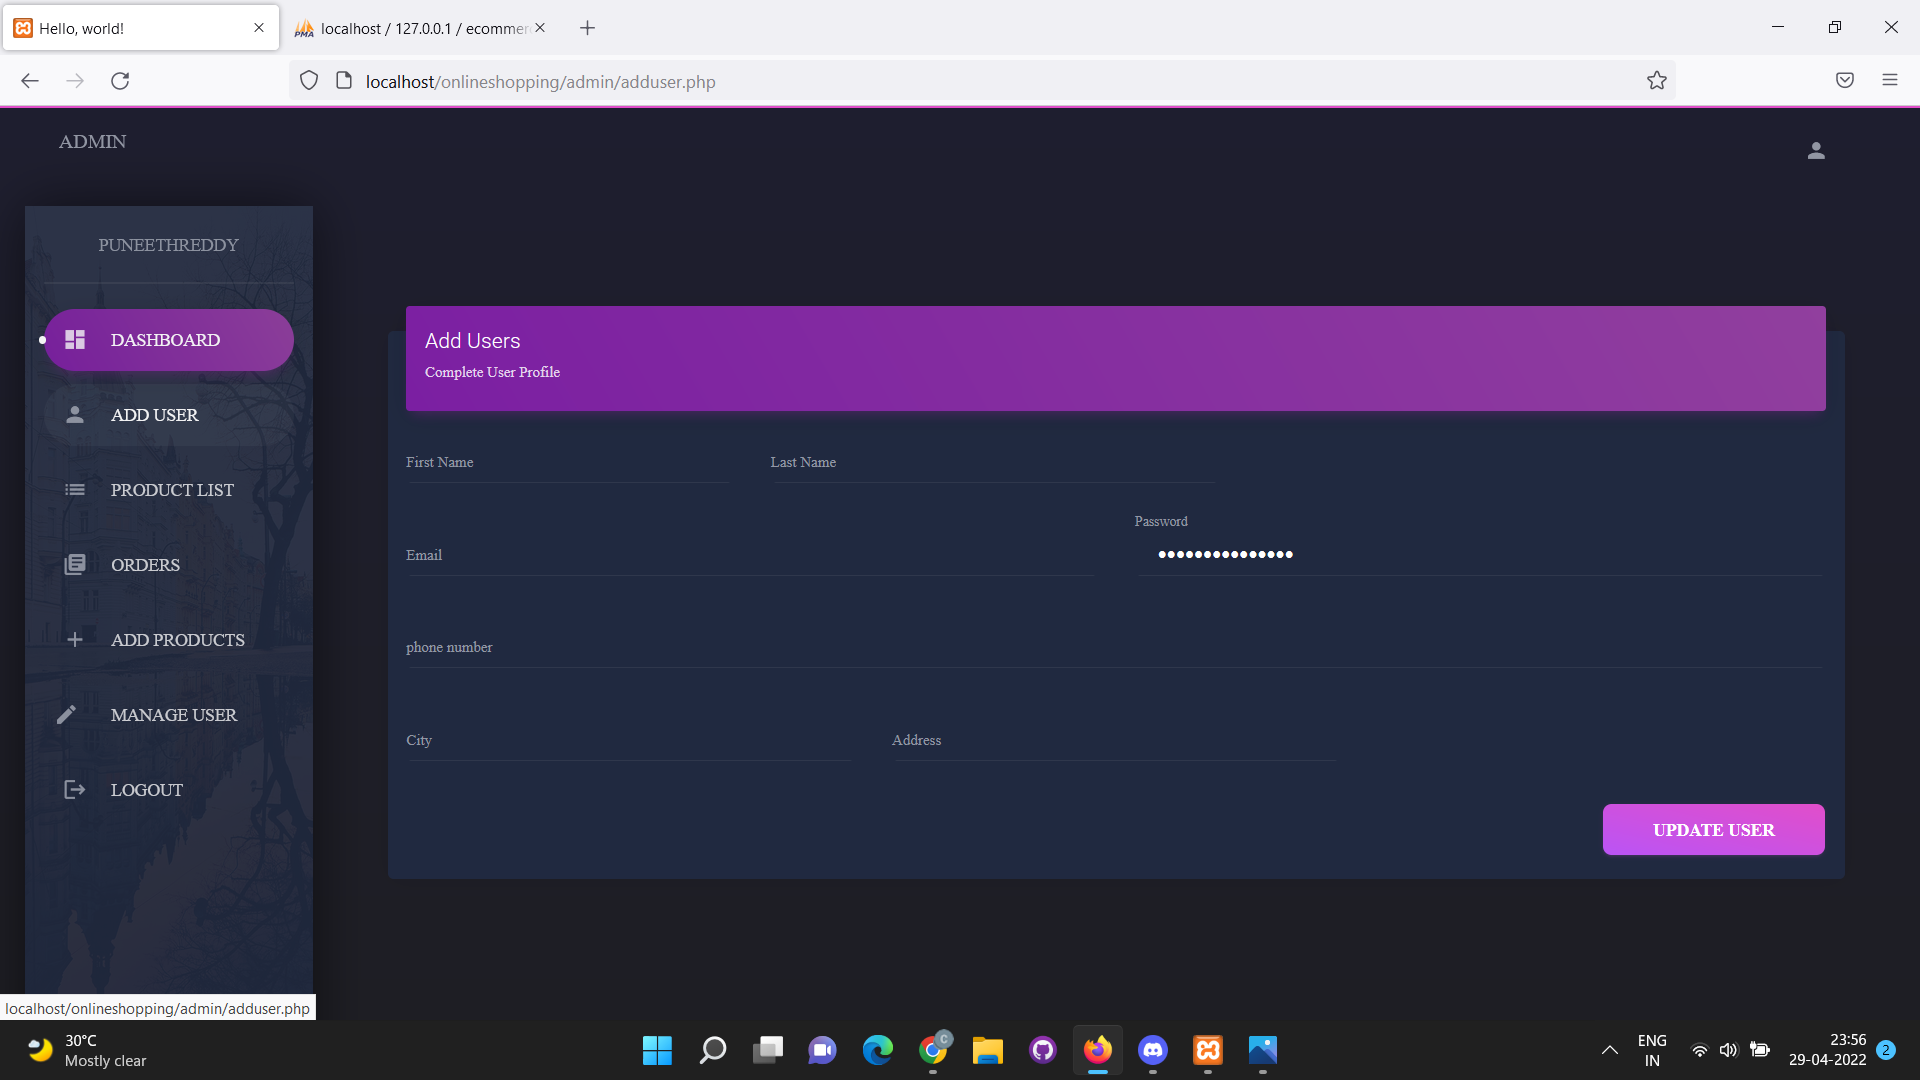 Hello, world!
localhost / 127.0.0.1 / ecommer
localhost/onlineshopping/admin/adduser.php
ADMIN
PUNEETHREDDY
DASHBOARD
ADD USER
PRODUCT LIST
ORDERS
ADD PRODUCTS
MANAGE USER
LOGOUT
Add Users
Complete User Profile
First Name
Last Name
Password
Email
•••••••••••••••
phone number
City
Address
UPDATE USER
localhost/onlineshopping/admin/adduser.php
30°C
Mostly clear
C
ENG
IN
23:56
29-04-2022
2